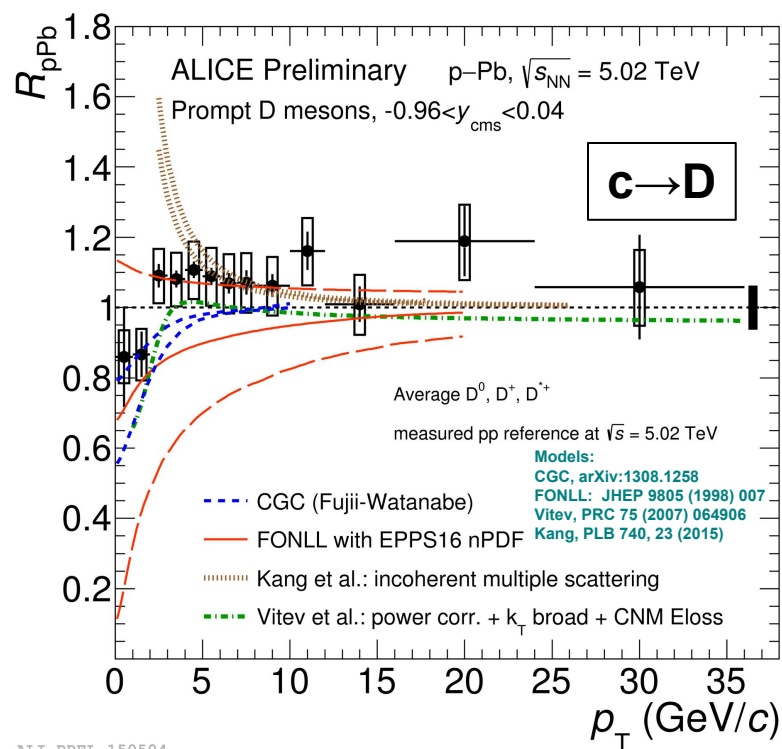 1.8
1.6
1.4
1.2
1
0.8
0.6
0.4
0.2
R_pPb
ALICE Preliminary p−Pb, √s_NN = 5.02 TeV
Prompt D mesons, -0.96<y_cms<0.04
c→D
Average D⁰, D⁺, D*⁺
measured pp reference at √s = 5.02 TeV
Models:
CGC, arXiv:1308.1258
FONLL: JHEP 9805 (1998) 007
Vitev, PRC 75 (2007) 064906
Kang, PLB 740, 23 (2015)
CGC (Fujii-Watanabe)
FONLL with EPPS16 nPDF
Kang et al.: incoherent multiple scattering
Vitev et al.: power corr. + k_T broad + CNM Eloss
0 5 10 15 20 25 30 35
p_T (GeV/c)
ALI-PREL-150504